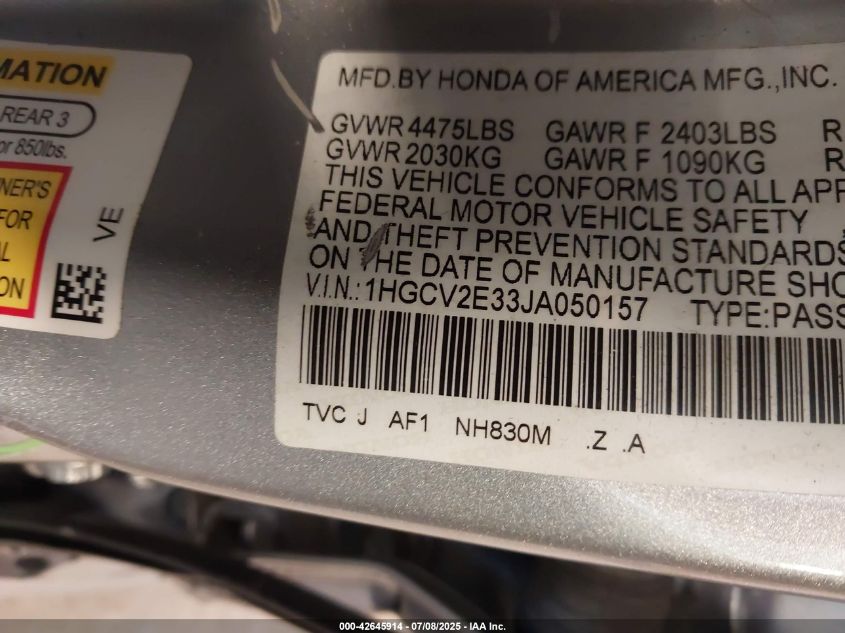 MATION
REAR 3
or 850lbs.
NER'S
FOR
AL
ON
VE
MFD.BY HONDA OF AMERICA MFG.,INC.
GVWR 4475LBS GAWR F 2403LBS R
GVWR 2030KG GAWR F 1090KG R
THIS VEHICLE CONFORMS TO ALL APP
FEDERAL MOTOR VEHICLE SAFETY
AND THEFT PREVENTION STANDARDS
ON THE DATE OF MANUFACTURE SHO
V.I.N.: 1HGCV2E33JA050157 TYPE:PASS
TVC J AF1 NH830M .Z .A
000-42645914 - 07/08/2025 - IAA Inc.